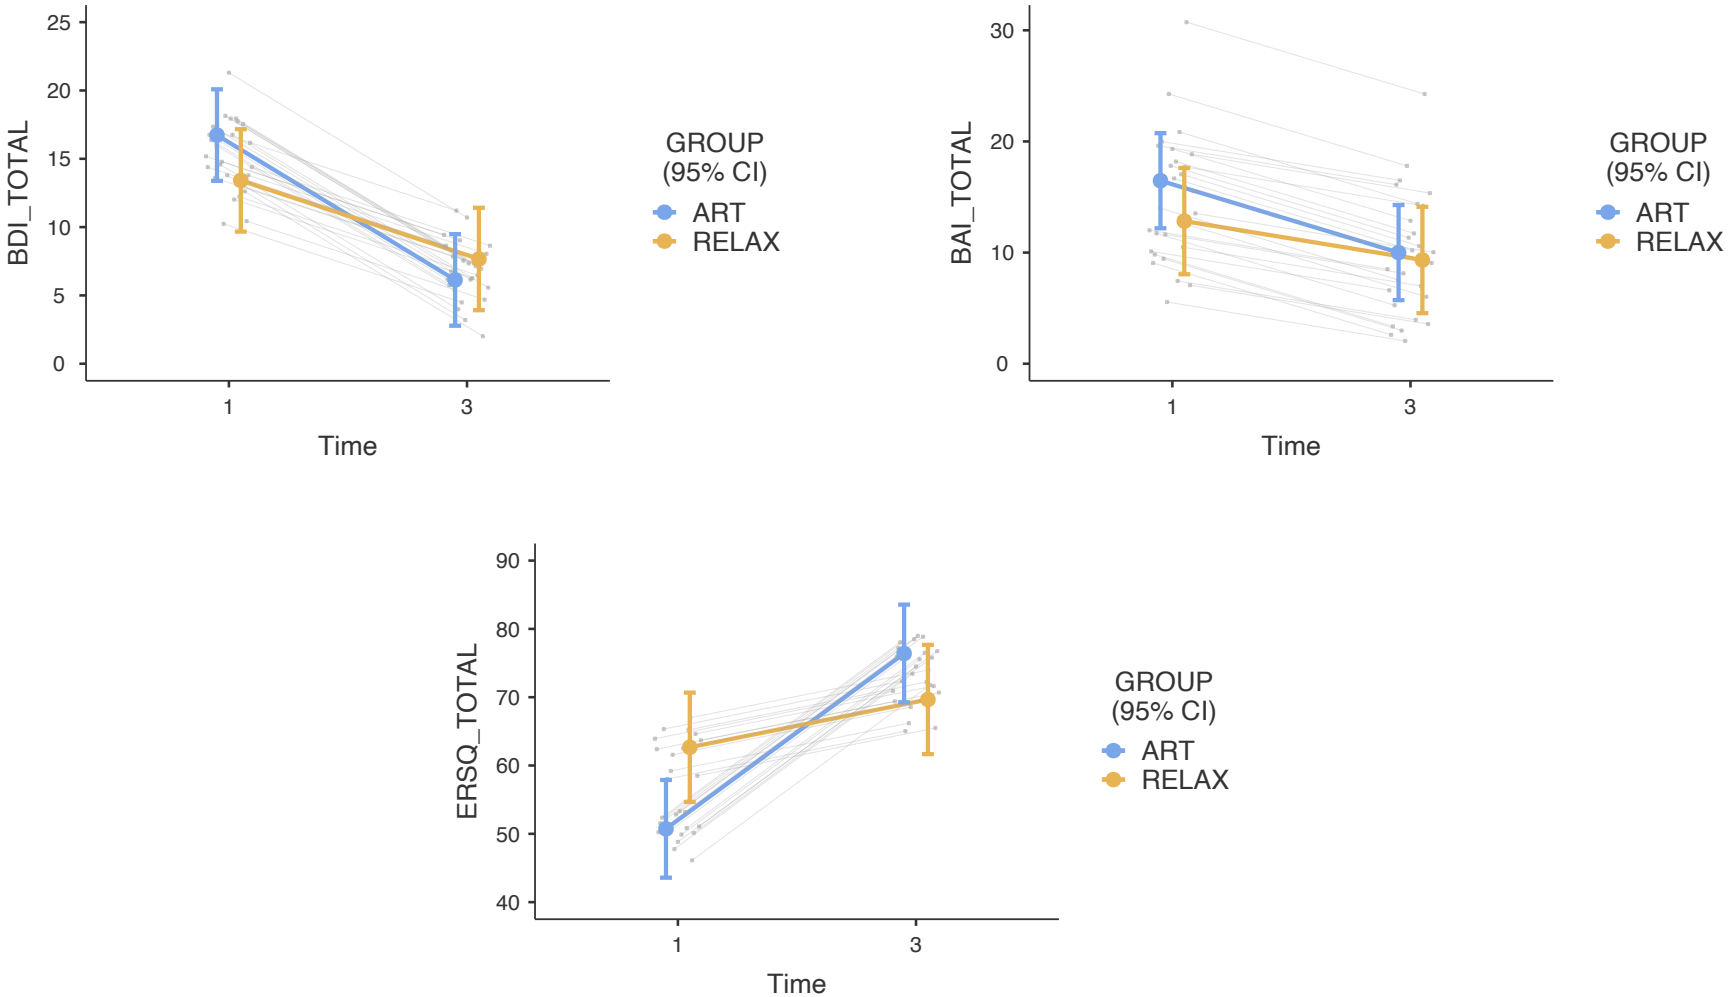 BDI_TOTAL
25
20
15
10
5
0
1
3
Time
GROUP
(95% CI)
ART
RELAX
BAI_TOTAL
30
20
10
0
1
3
Time
GROUP
(95% CI)
ART
RELAX
ERSQ_TOTAL
90
80
70
60
50
40
1
3
Time
GROUP
(95% CI)
ART
RELAX